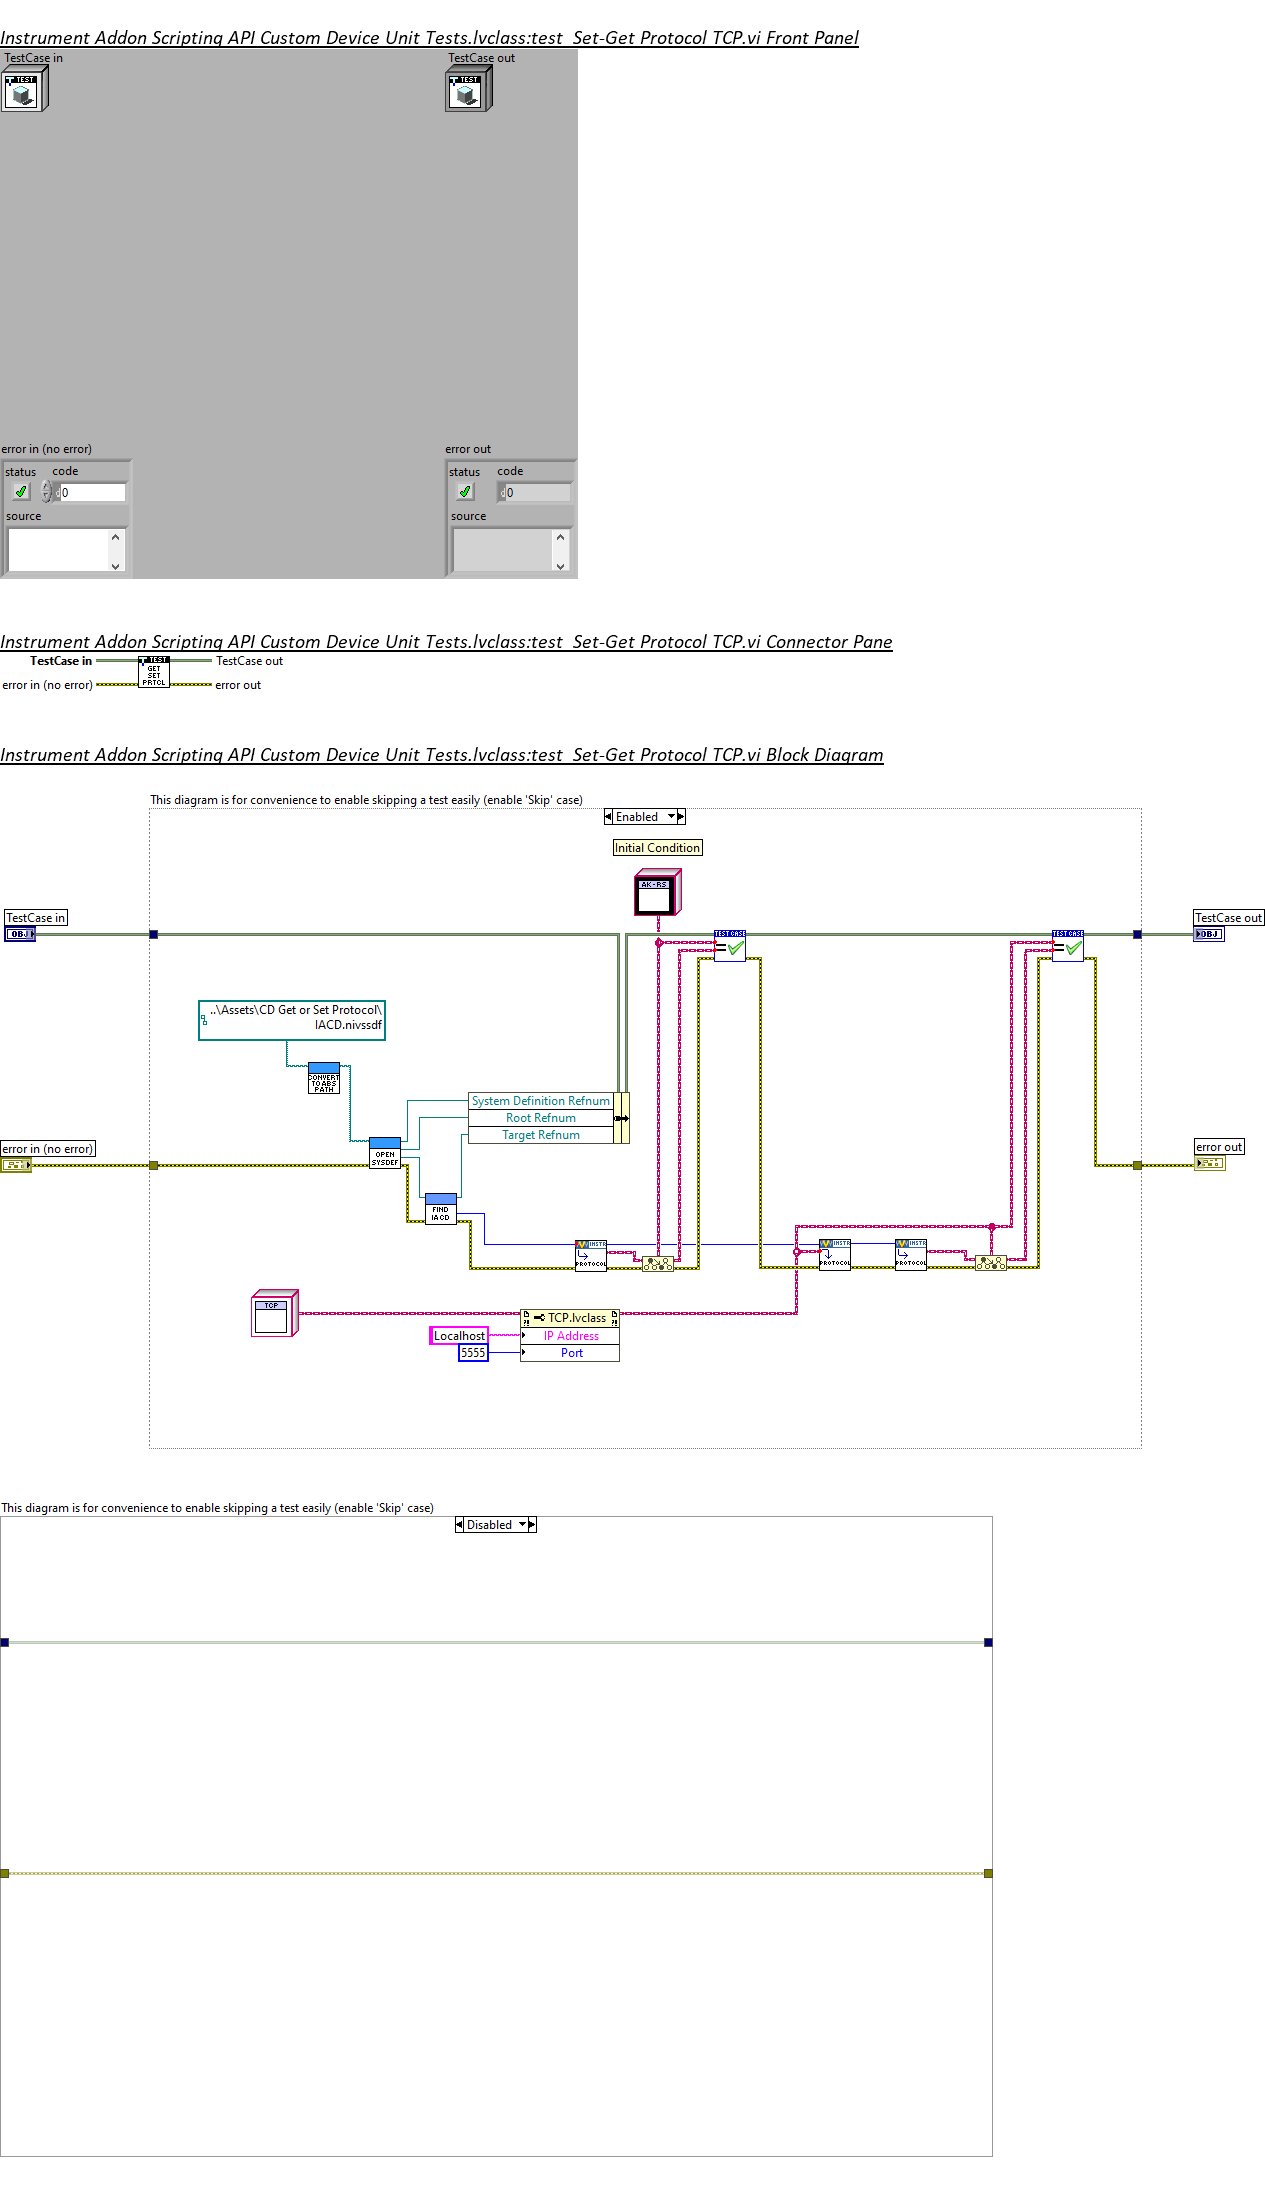 Instrument Addon Scripting API Custom Device Unit Tests.lvclass:test_Set-Get Protocol TCP.vi Front Panel
TestCase in
TestCase out
TEST
TEST
error in (no error)
error out
status code
status code
d 0
d 0
source
source
Instrument Addon Scripting API Custom Device Unit Tests.lvclass:test_Set-Get Protocol TCP.vi Connector Pane
TestCase in
TEST
GET
SET
PRTCL
TestCase out
error in (no error)
error out
Instrument Addon Scripting API Custom Device Unit Tests.lvclass:test_Set-Get Protocol TCP.vi Block Diagram
This diagram is for convenience to enable skipping a test easily (enable 'Skip' case)
Enabled
Initial Condition
AK-RS
TestCase in
OBJ
TEST CASE
TEST CASE
TestCase out
OBJ
..\Assets\CD Get or Set Protocol\
IACD.nivssdf
CONVERT
TO ABS
PATH
System Definition Refnum
Root Refnum
Target Refnum
error in (no error)
OPEN
SYSDEF
error out
FIND
IACD
INSTR
PROTOCOL
INSTR
PROTOCOL
INSTR
PROTOCOL
TCP
TCP.lvclass
Localhost
IP Address
5555
Port
This diagram is for convenience to enable skipping a test easily (enable 'Skip' case)
Disabled